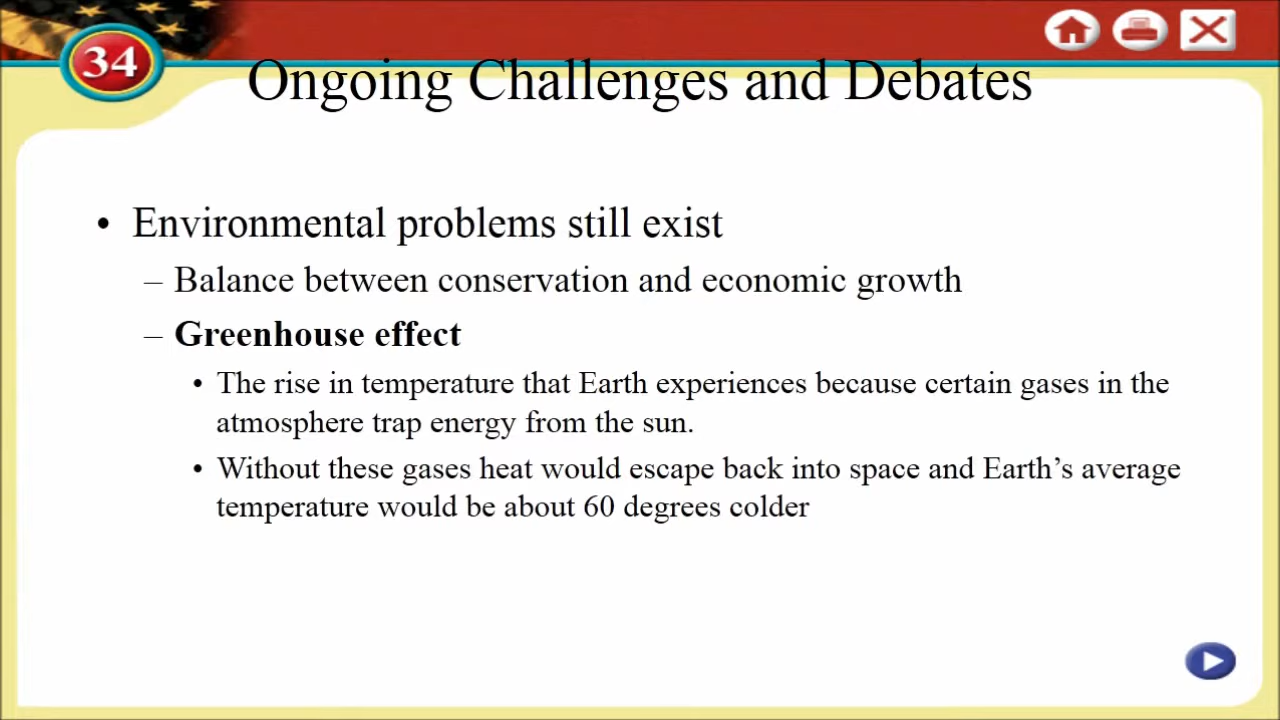 34
Ongoing Challenges and Debates
• Environmental problems still exist
– Balance between conservation and economic growth
– Greenhouse effect
• The rise in temperature that Earth experiences because certain gases in the
atmosphere trap energy from the sun.
• Without these gases heat would escape back into space and Earth’s average
temperature would be about 60 degrees colder